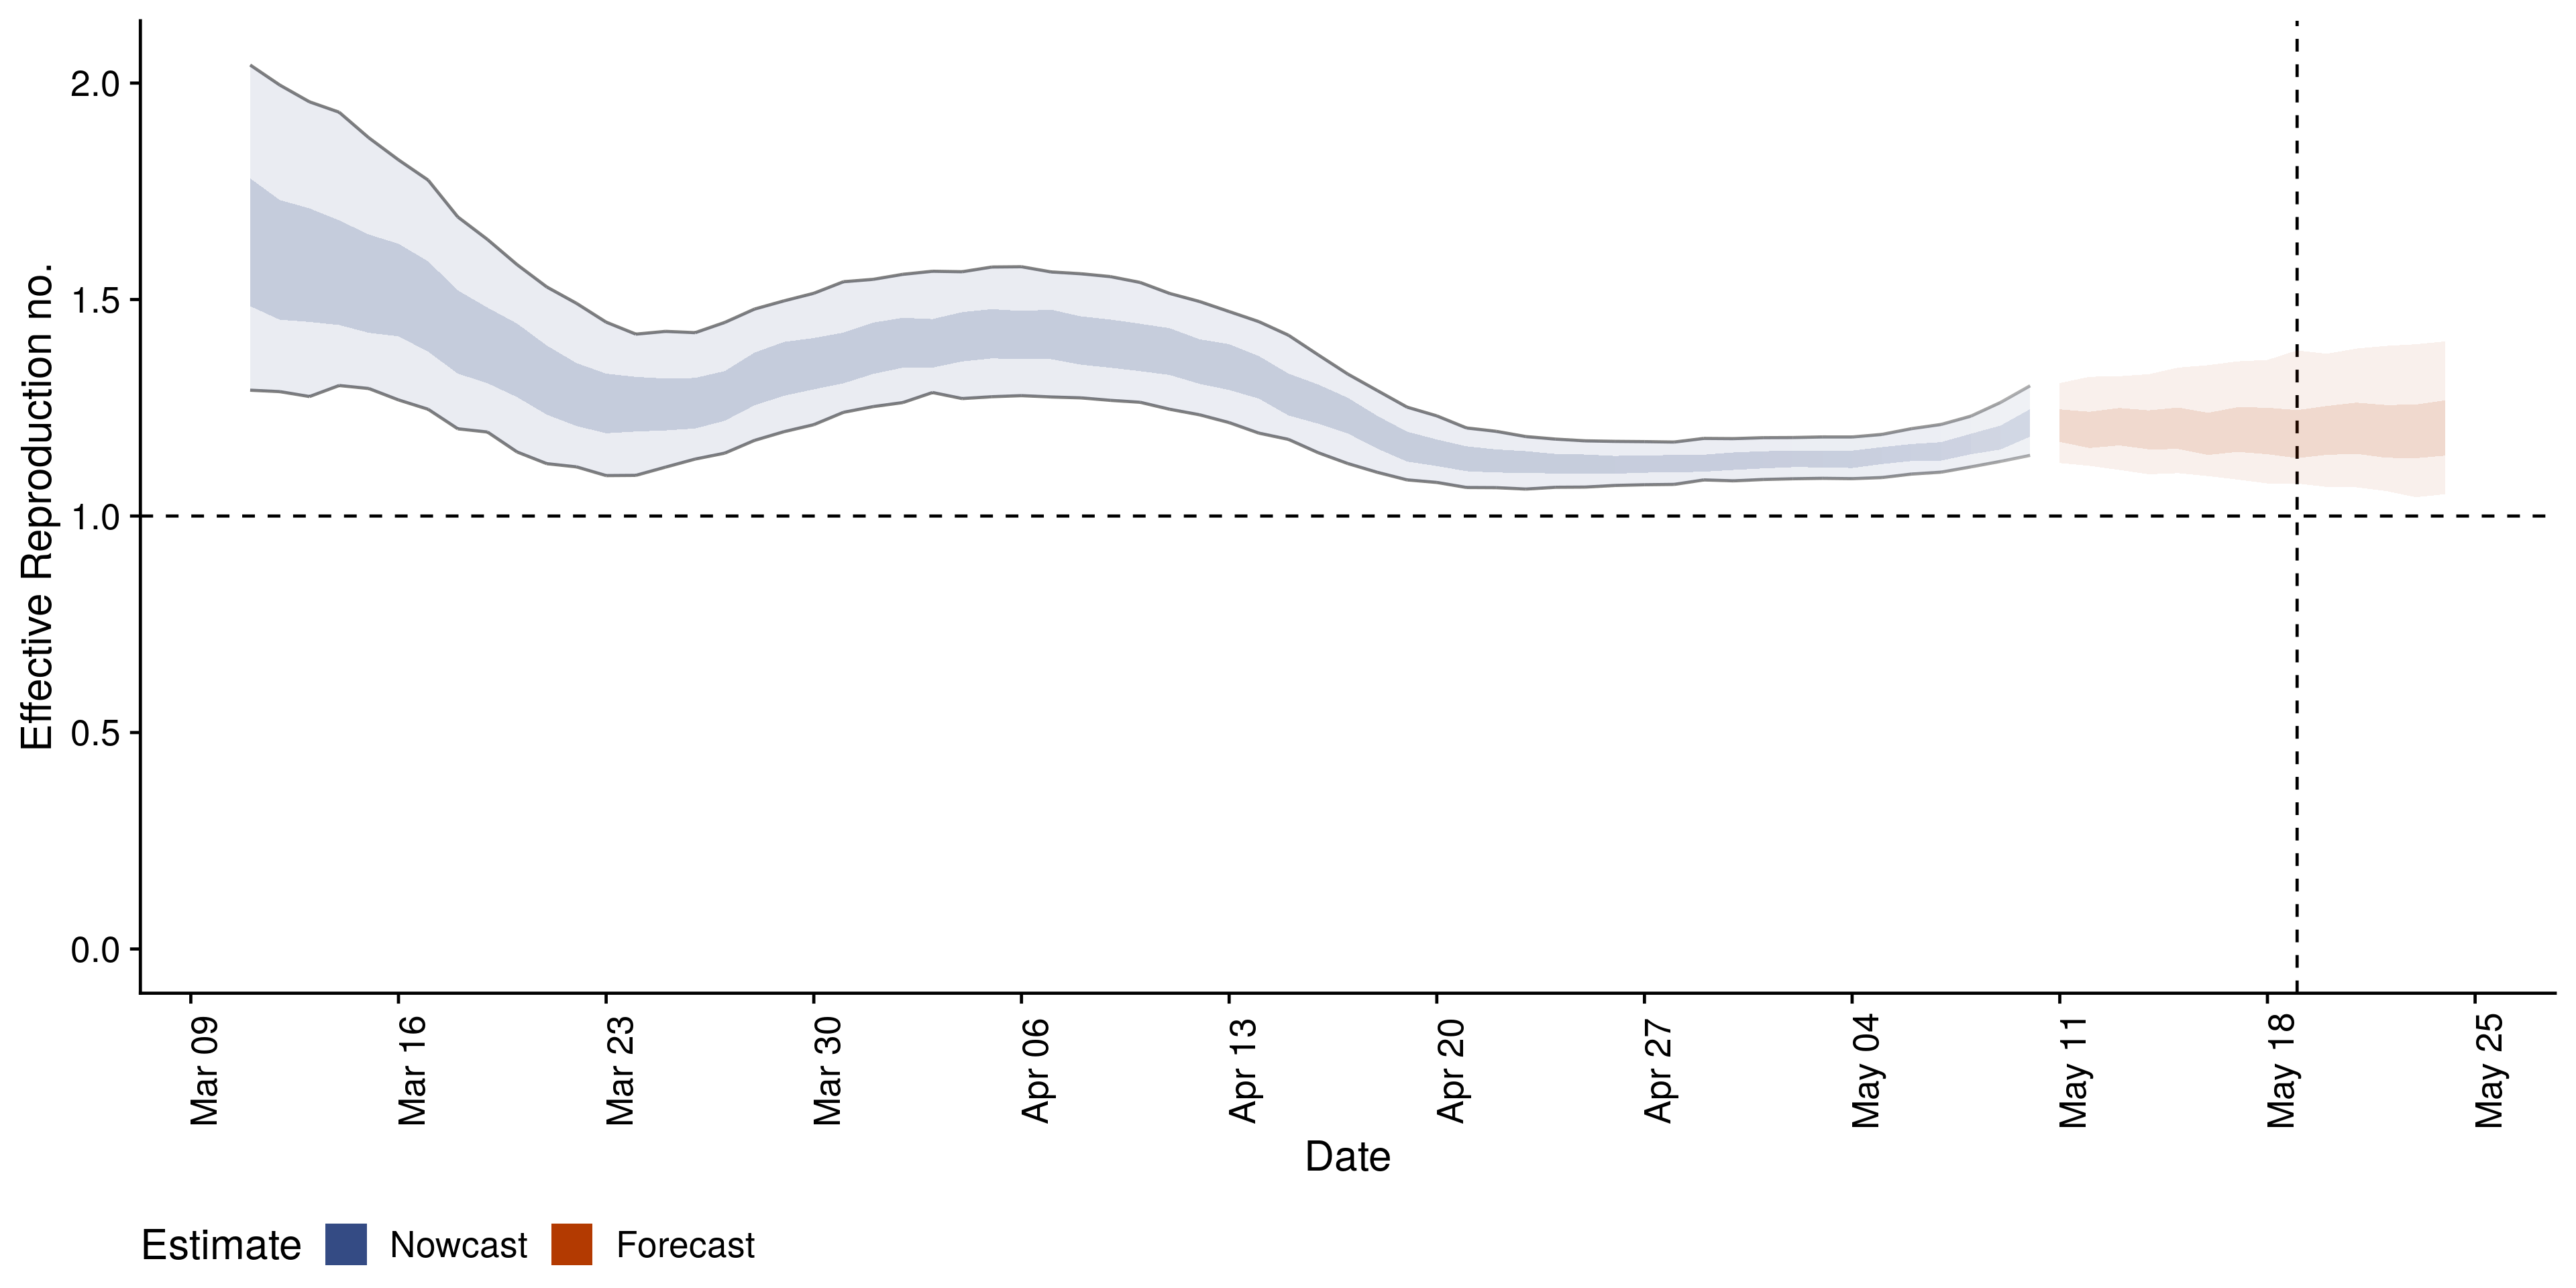 Effective Reproduction no.
2.0
1.5
1.0
0.5
0.0
Mar 09
Mar 16
Mar 23
Mar 30
Apr 06
Apr 13
Apr 20
Apr 27
May 04
May 11
May 18
May 25
Date
Estimate Nowcast Forecast